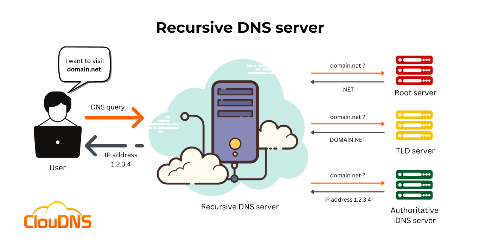 Recursive DNS server
I want to visit
domain.net!
DNS query
IP address
1.2.3.4
User
Recursive DNS server
domain.net ?
.NET
Root server
domain.net ?
DOMAIN.NET
TLD server
domain.net ?
IP address 1.2.3.4
Authoritative
DNS server
ClouDNS